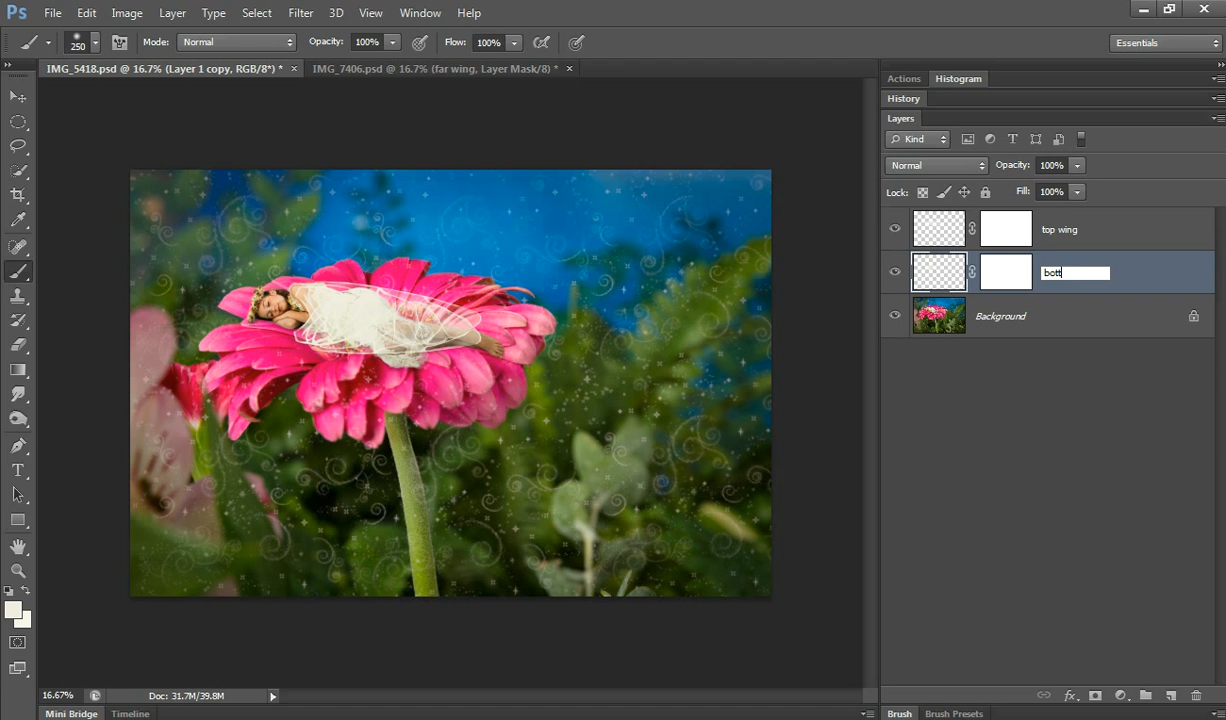 Ps File Edit Image Layer Type Select Filter 3D View Window Help
250 Mode: Normal Opacity: 100% Flow: 100% Essentials
IMG_5418.psd @ 16.7% (Layer 1 copy, RGB/8*) * × IMG_7406.psd @ 16.7% (far wing, Layer Mask/8) * ×
Actions Histogram
History
Layers
Kind
Normal Opacity: 100%
Lock: Fill: 100%
top wing
bott
Background
16.67% Doc: 31.7M/39.8M
Mini Bridge Timeline
Brush Brush Presets